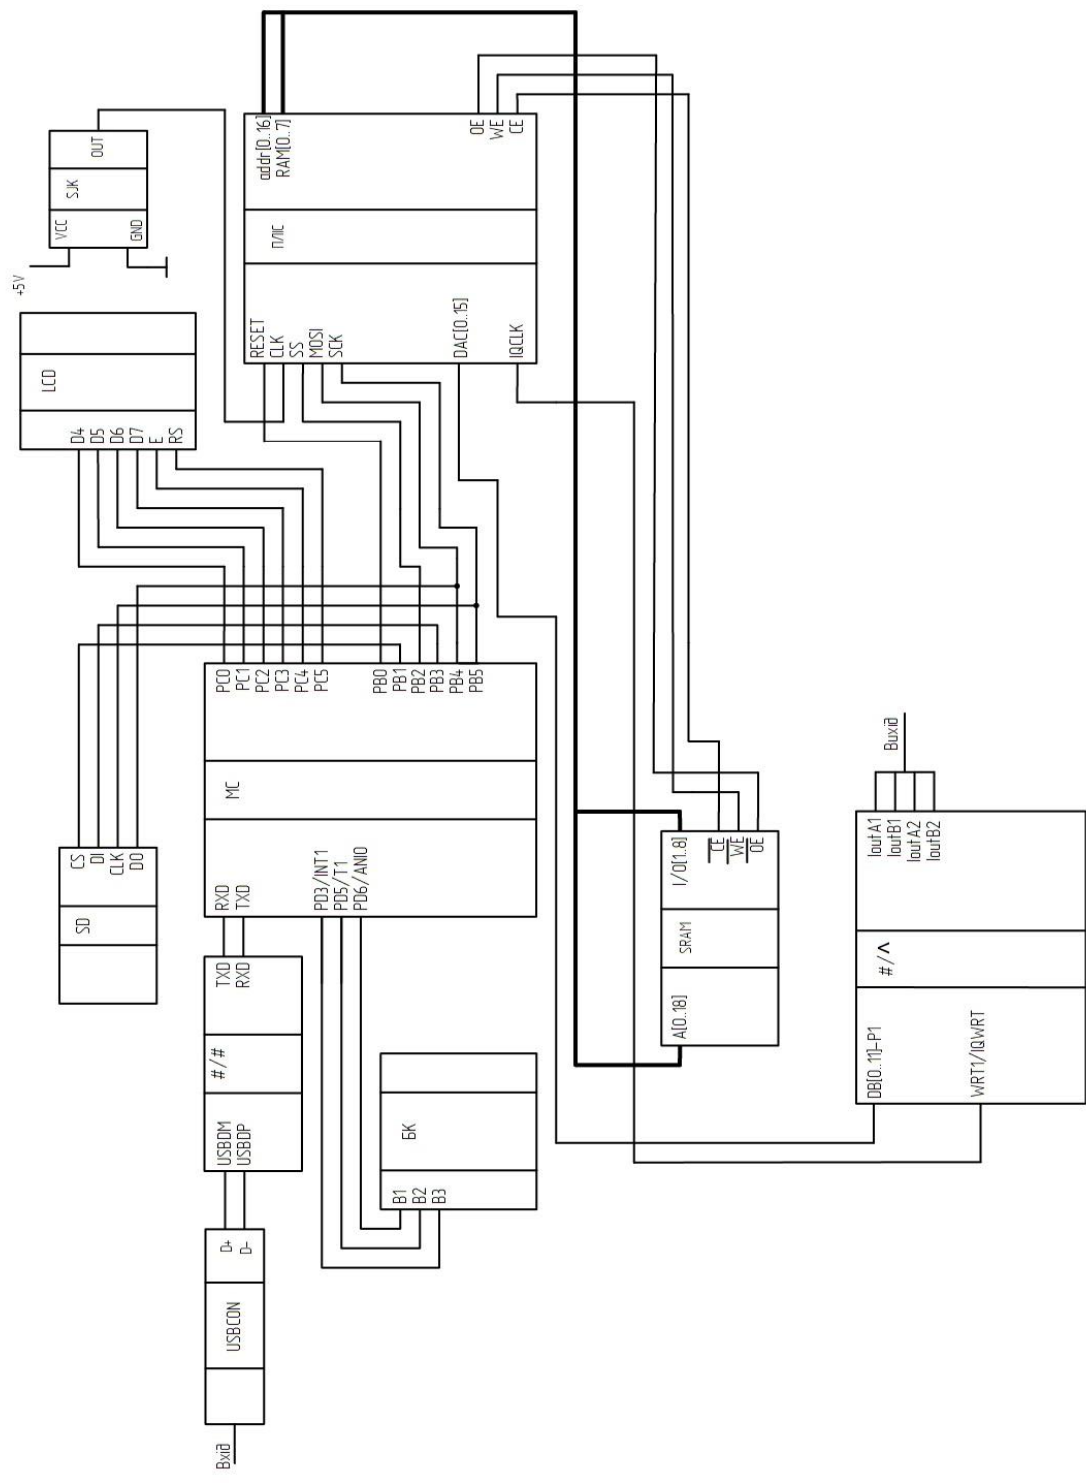 Вхід
USBCON
D+
D-
USBDM
USBDP
#/#
TXD
RXD
SD
CS
DI
CLK
DO
RXD
TXD
PD3/INT1
PD5/T1
PD6/AN10
МС
PC0
PC1
PC2
PC3
PC4
PC5
PB0
PB1
PB2
PB3
PB4
PB5
B1
B2
B3
БК
D4
D5
D6
D7
E
RS
LCD
+5V
VCC
GND
SJK
OUT
RESET
CLK
SS
MOSI
SCK
DAC[0..15]
IQCLK
ПЛІС
addr[0..16]
RAM[0..7]
OE
WE
CE
A[0..18]
SRAM
I/O[1..8]
CE
WE
OE
DB[0..11]-P1
WRT1/IQWRT
#/V
IoutA1
IoutB1
IoutA2
IoutB2
Вихід